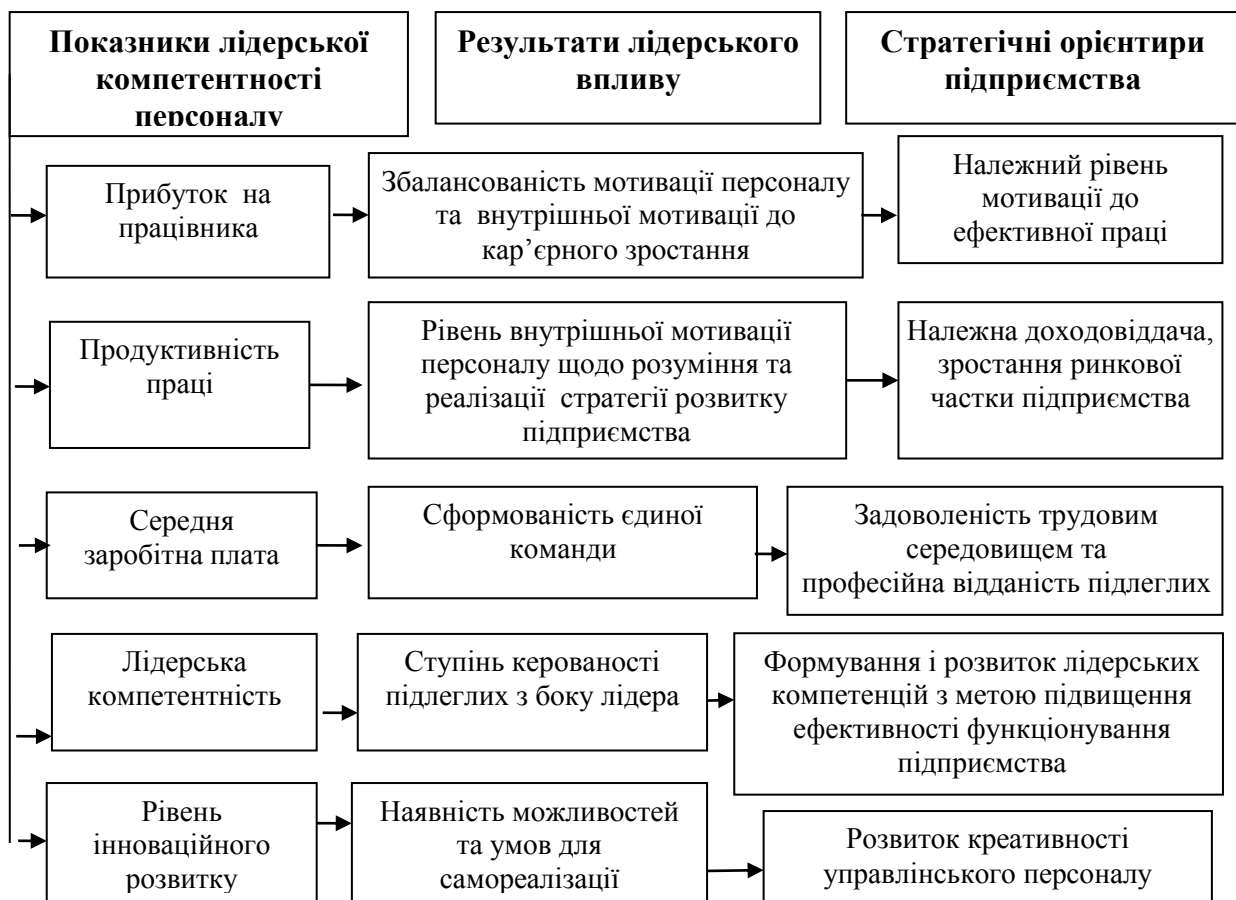 Показники лідерської
компетентності
персоналу
Результати лідерського
впливу
Стратегічні орієнтири
підприємства
Прибуток на
працівника
Збалансованість мотивації персоналу
та внутрішньої мотивації до
кар’єрного зростання
Належний рівень
мотивації до
ефективної праці
Продуктивність
праці
Рівень внутрішньої мотивації
персоналу щодо розуміння та
реалізації стратегії розвитку
підприємства
Належна доходовіддача,
зростання ринкової
частки підприємства
Середня
заробітна плата
Сформованість єдиної
команди
Задоволеність трудовим
середовищем та
професійна відданість підлеглих
Лідерська
компетентність
Ступінь керованості
підлеглих з боку лідера
Формування і розвиток лідерських
компетенцій з метою підвищення
ефективності функціонування
підприємства
Рівень
інноваційного
розвитку
Наявність можливостей
та умов для
самореалізації
Розвиток креативності
управлінського персоналу